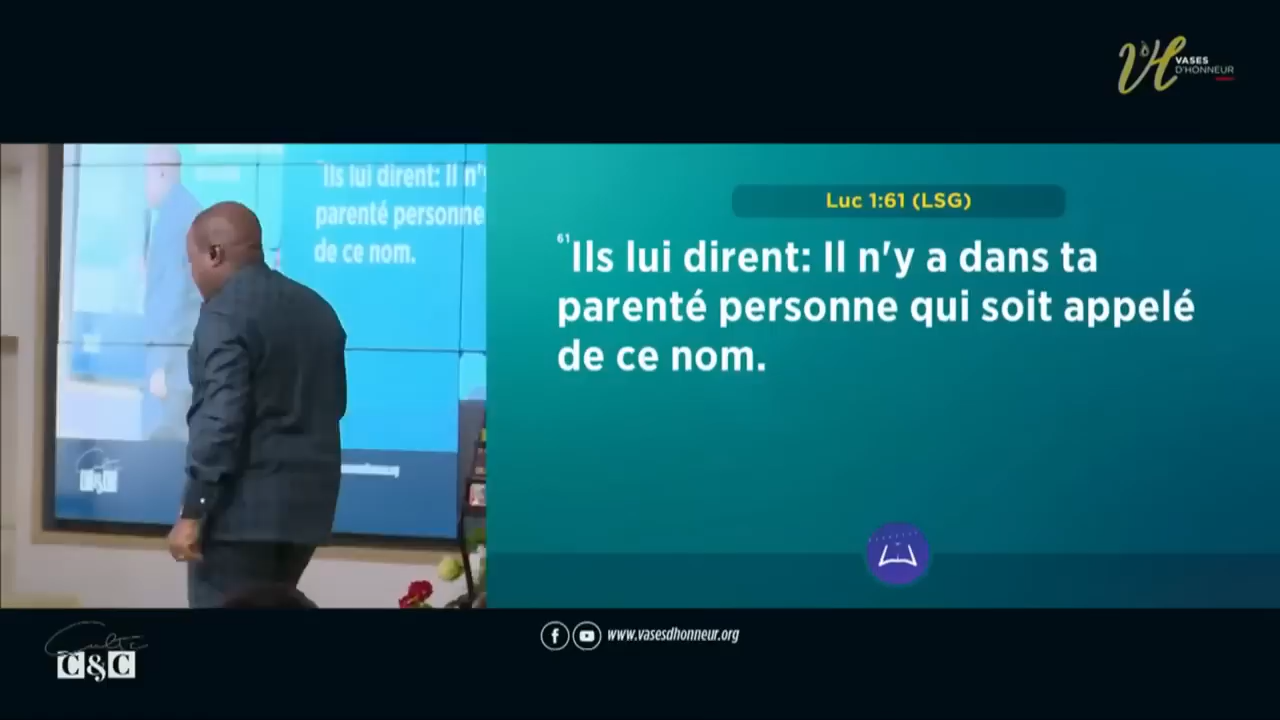 VASES
D'HONNEUR
Ils lui dirent: Il n'y
parenté personne
de ce nom.
Luc 1:61 (LSG)
61 Ils lui dirent: Il n'y a dans ta
parenté personne qui soit appelé
de ce nom.
Culte
C&C
www.vasesdhonneur.org